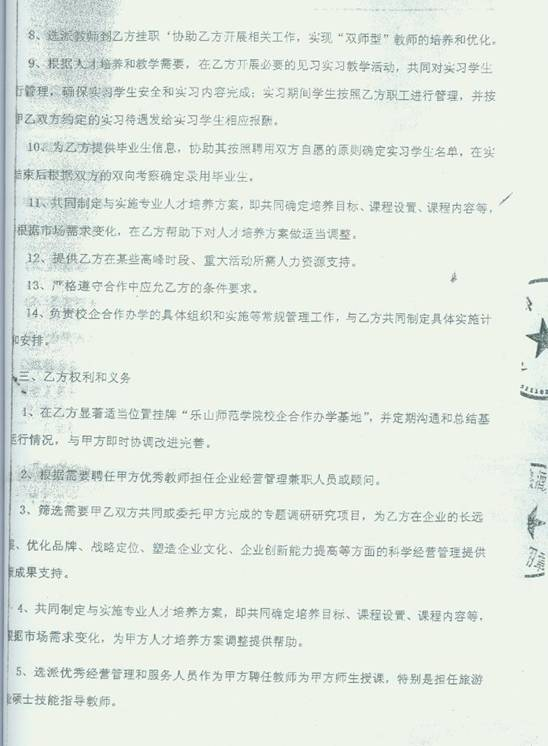 8、选派教师到乙方挂职‘协助乙方开展相关工作，实现“双师型”教师的培养和优化。
9、根据人才培养和教学需要，在乙方开展必要的见习实习教学活动，共同对实习学生
行管理，确保实习学生安全和实习内容完成；实习期间学生按照乙方职工进行管理，并按
甲乙双方约定的实习待遇发给实习学生相应报酬。
10、为乙方提供毕业生信息，协助其按照聘用双方自愿的原则确定实习学生名单，在实
结束后根据双方的双向考察确定录用毕业生。
11、共同制定与实施专业人才培养方案，即共同确定培养目标、课程设置、课程内容等，
根据市场需求变化，在乙方帮助下对人才培养方案做适当调整。
12、提供乙方在某些高峰时段、重大活动所需人力资源支持。
13、严格遵守合作中应允乙方的条件要求。
14、负责校企合作办学的具体组织和实施等常规管理工作，与乙方共同制定具体实施计
和安排。
三、乙方权利和义务
1、在乙方显著适当位置挂牌“乐山师范学院校企合作办学基地”，并定期沟通和总结基
运行情况，与甲方即时协调改进完善。
2、根据需要聘任甲方优秀教师担任企业经营管理兼职人员或顾问。
3、筛选需要甲乙双方共同或委托甲方完成的专题调研研究项目，为乙方在企业的长远
、优化品牌、战略定位、塑造企业文化、企业创新能力提高等方面的科学经营管理提供
成果支持。
4、共同制定与实施专业人才培养方案，即共同确定培养目标、课程设置、课程内容等，
根据市场需求变化，为甲方人才培养方案调整提供帮助。
5、选派优秀经营管理和服务人员作为甲方聘任教师为甲方师生授课，特别是担任旅游
业硕士技能指导教师。